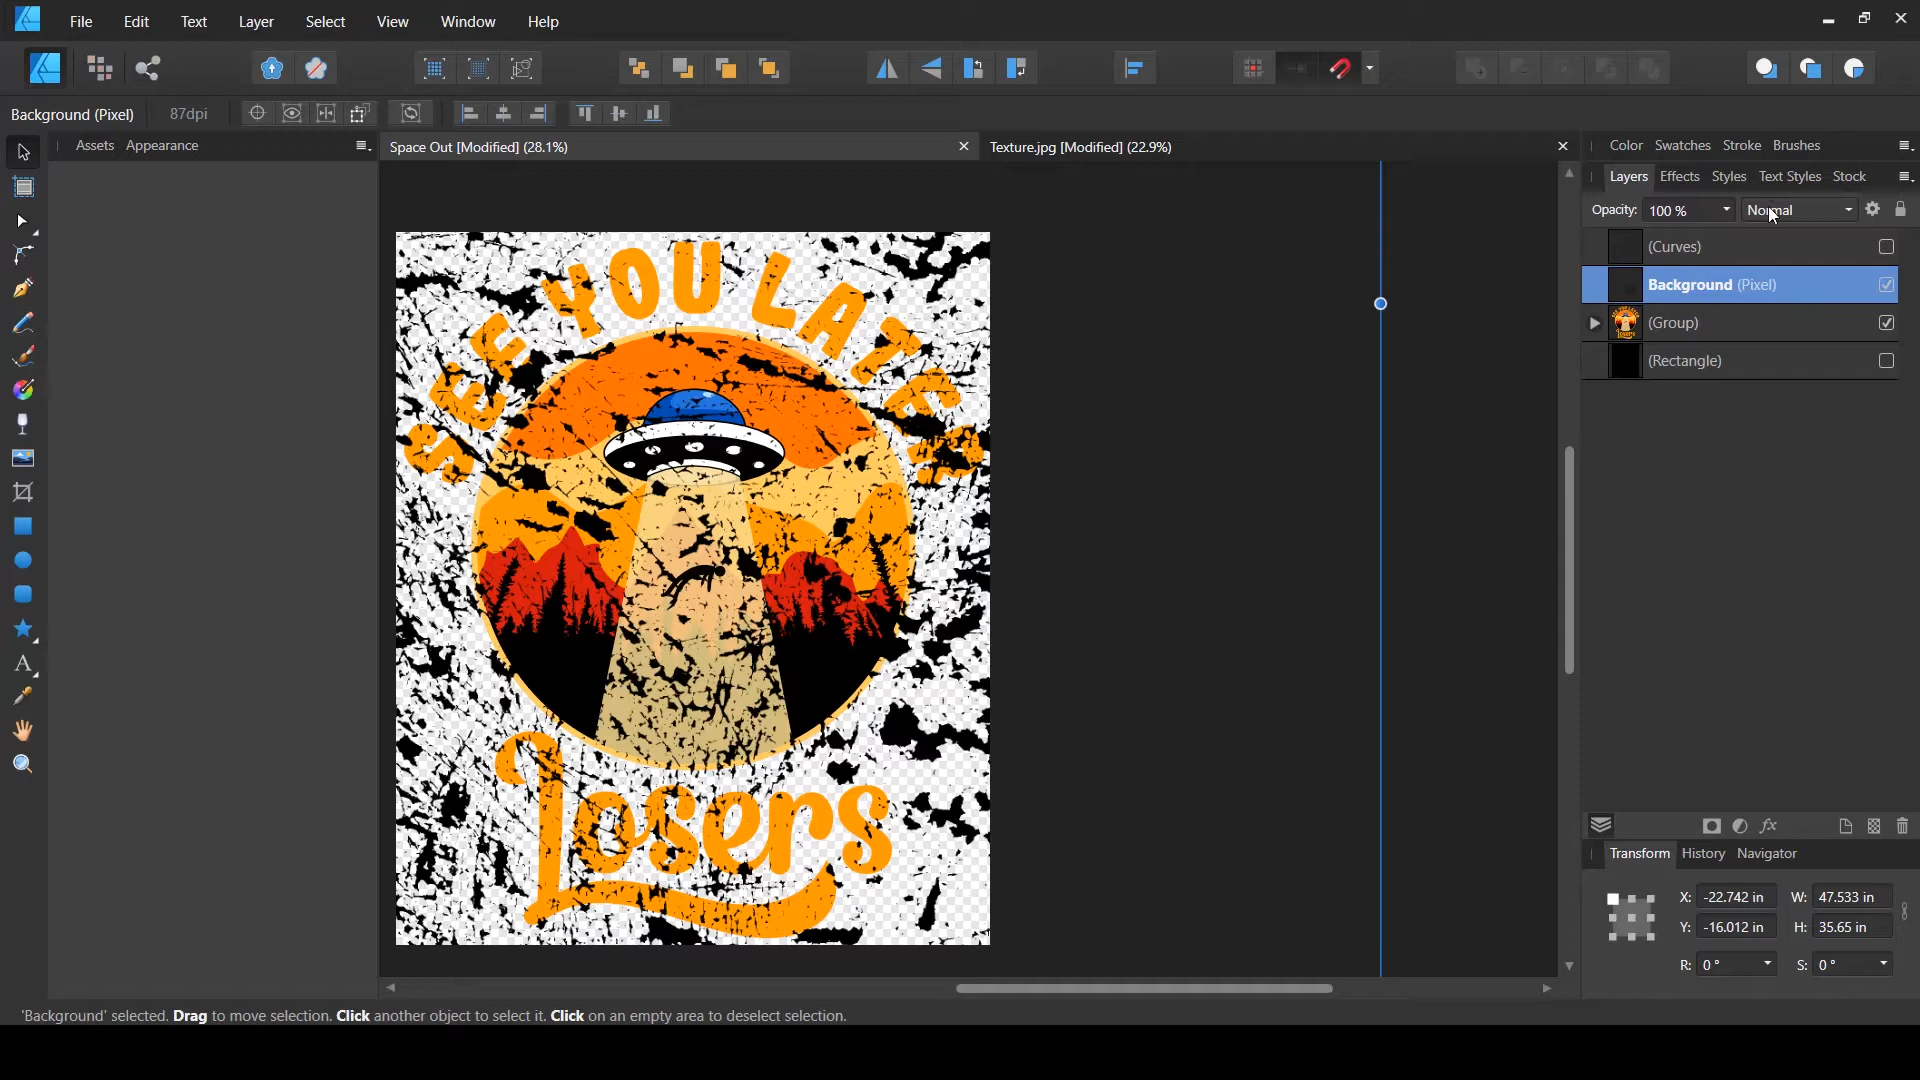 File Edit Text Layer Select View Window Help
Background (Pixel) 87dpi
Assets Appearance
Space Out [Modified] (28.1%)
Texture.jpg [Modified] (22.9%)
Color Swatches Stroke Brushes
Layers Effects Styles Text Styles Stock
Opacity: 100 % Normal
(Curves)
Background (Pixel)
(Group)
(Rectangle)
SEE YOU LATER
Losers
fx
Transform History Navigator
X: -22.742 in W: 47.533 in
Y: -16.012 in H: 35.65 in
R: 0 ° S: 0 °
'Background' selected. Drag to move selection. Click another object to select it. Click on an empty area to deselect selection.